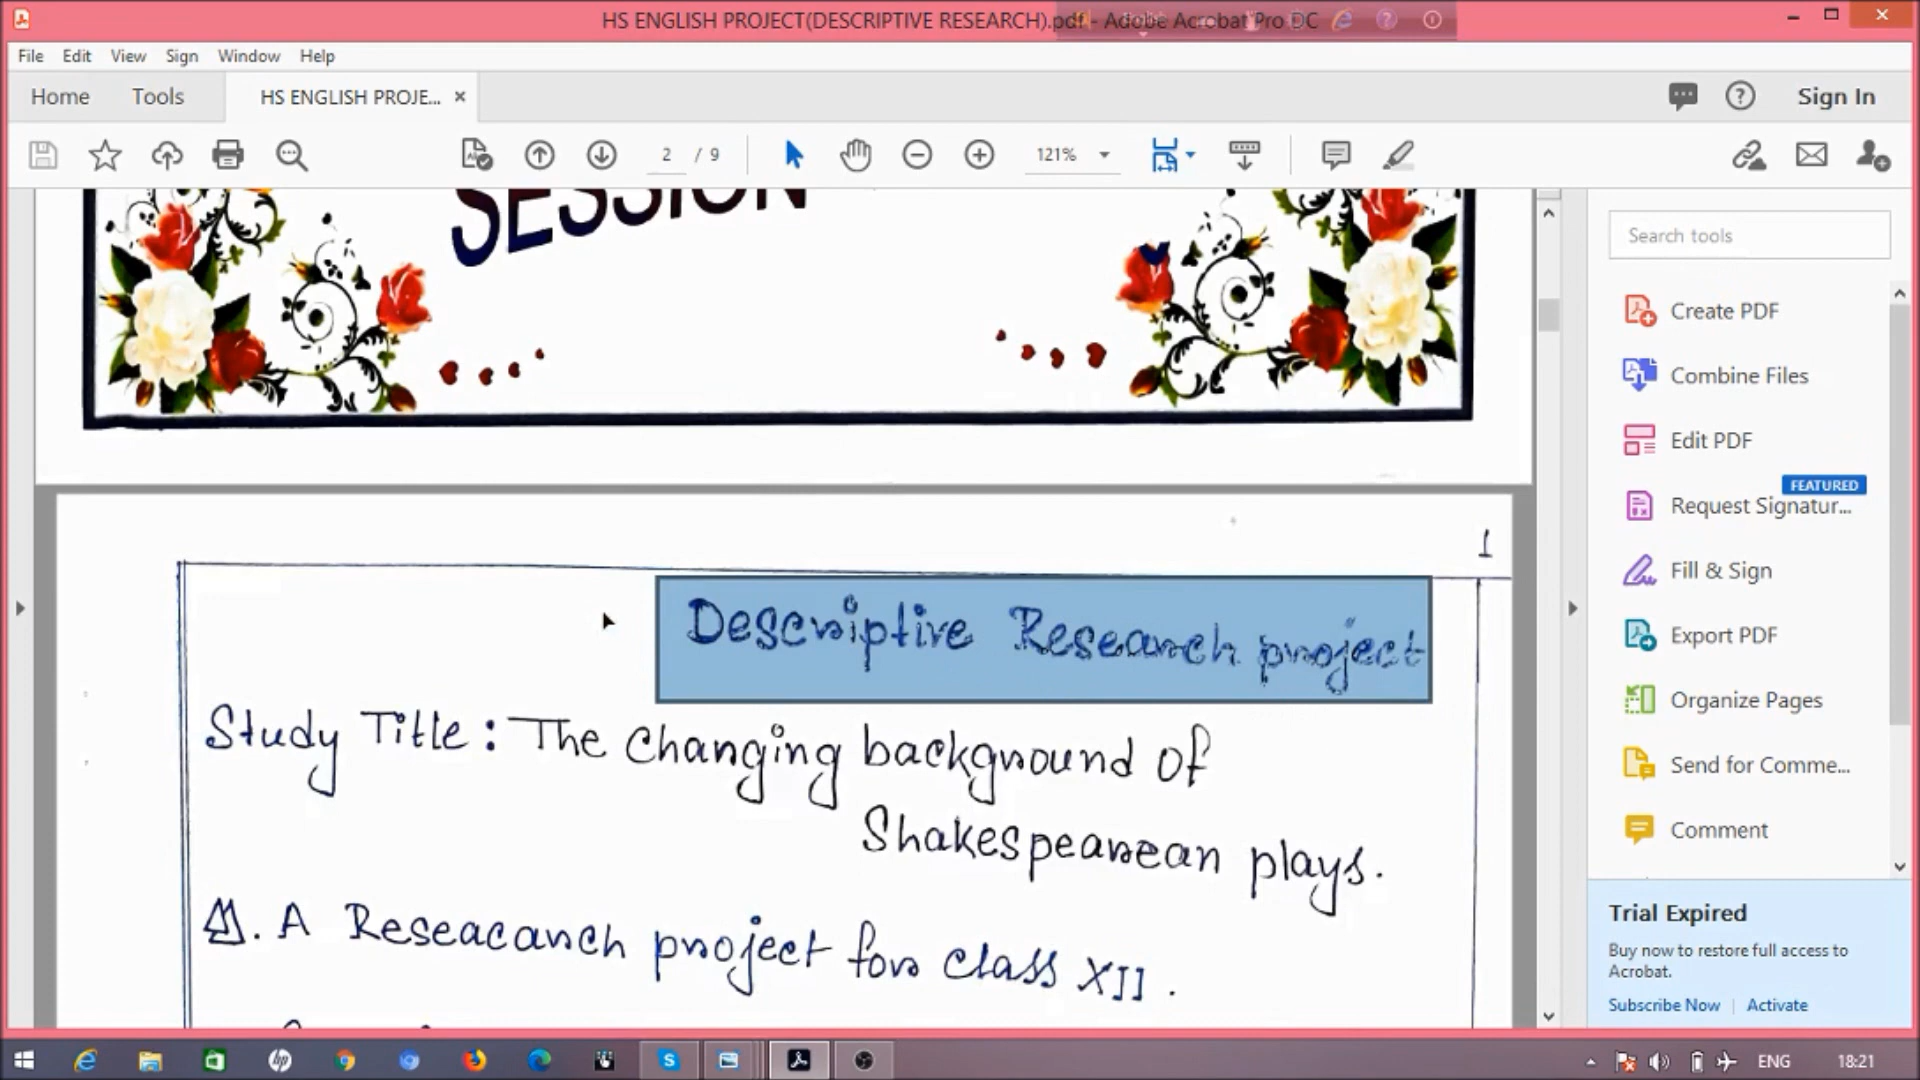 HS ENGLISH PROJECT(DESCRIPTIVE RESEARCH).pdf - Adobe Acrobat Pro DC
File Edit View Window Sign Help
Home Tools HS ENGLISH PROJE... Sign In
2 / 9 121%
SESSION
Search tools
Create PDF
Combine Files
Edit PDF
FEATURED
Request Signatur...
Fill & Sign
Export PDF
Organize Pages
Send for Comme...
Comment
1
Descriptive Research project
Study Title : The Changing background of
Shakespearean plays.
A Reseacarch project for class XII.
Trial Expired
Buy now to restore full access to
Acrobat.
Subscribe Now Activate
ENG 18:21